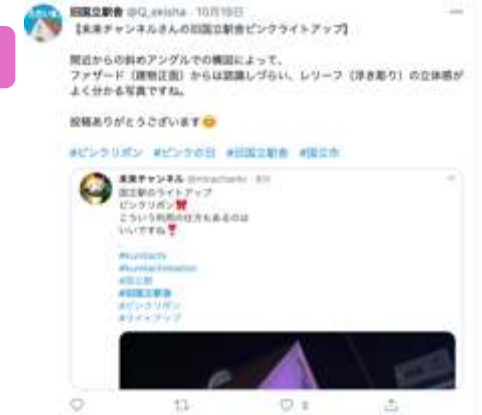 旧国立駅舎 @Q_ekisha · 10月19日
【未来チャンネルさんの旧国立駅舎ピンクライトアップ】
間近からの斜めアングルでの構図によって、
ファサード（建物正面）からは認識しづらい、レリーフ（浮き彫り）の立体感が
よく分かる写真ですね。
投稿ありがとうございます😊
#ピンクリボン #ピンクの日 #旧国立駅舎 #国立市
未来チャンネル
国立駅のライトアップ
ピンクリボン🎀
こういう利用の仕方もあるのは
いいですね❣
#kunitachi
#kunitachistation
#国立駅
#旧国立駅舎
#ピンクリボン
#ライトアップ